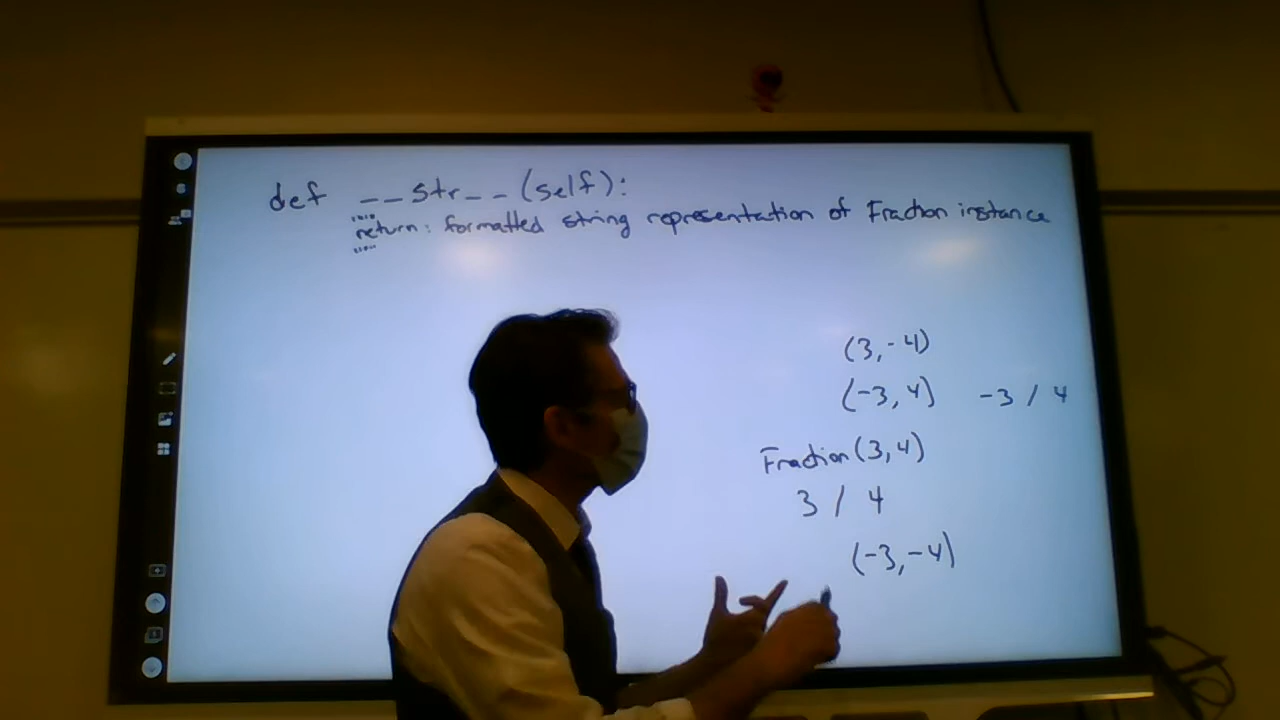 def __str__(self):
"""
return: formatted string representation of Fraction instance
"""
(3,-4)
(-3,4) -3 / 4
Fraction(3,4)
3 / 4
(-3,-4)